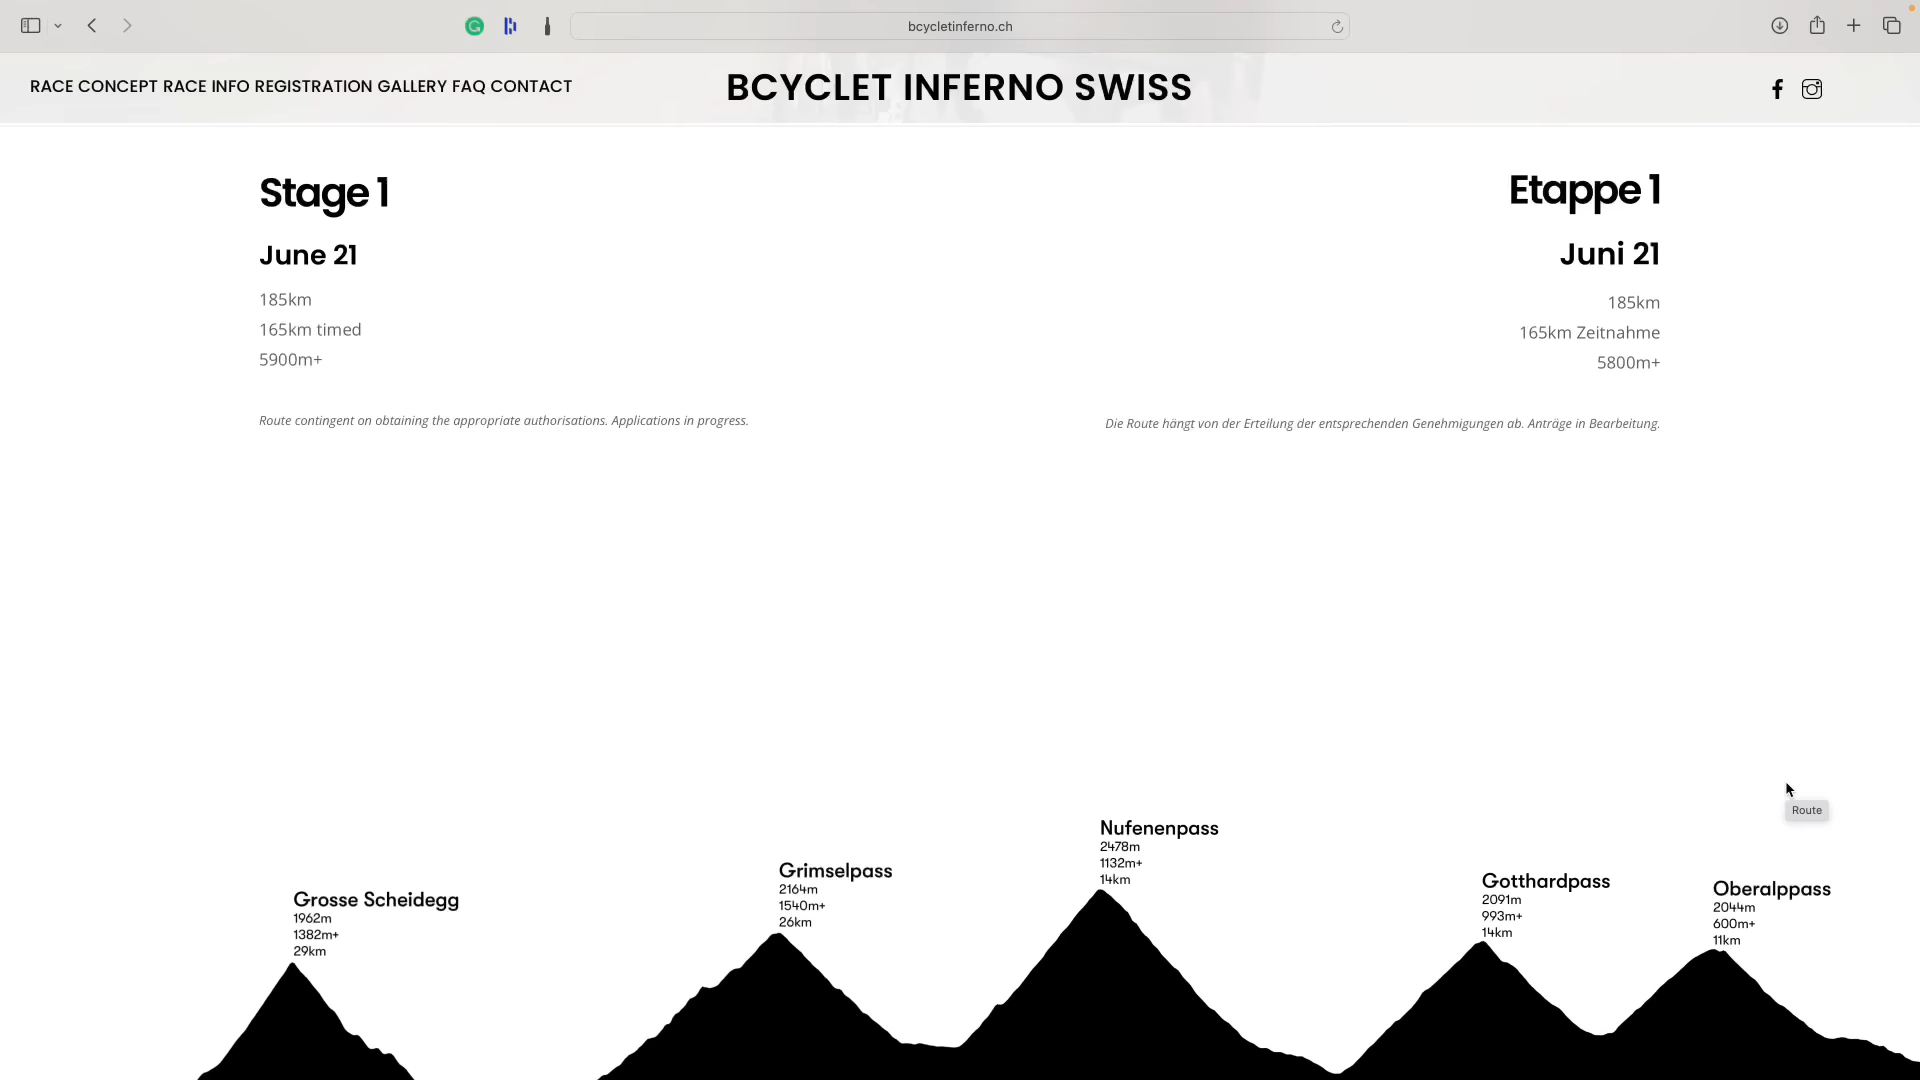 bcycletinferno.ch
RACE CONCEPT RACE INFO REGISTRATION GALLERY FAQ CONTACT
BCYCLET INFERNO SWISS
Stage 1
June 21
185km
165km timed
5900m+
Route contingent on obtaining the appropriate authorisations. Applications in progress.
Etappe 1
Juni 21
185km
165km Zeitnahme
5800m+
Die Route hängt von der Erteilung der entsprechenden Genehmigungen ab. Anträge in Bearbeitung.
Route
Grosse Scheidegg
1962m
1382m+
29km
Grimselpass
2164m
1540m+
26km
Nufenenpass
2478m
1132m+
14km
Gotthardpass
2091m
993m+
14km
Oberalppass
2044m
600m+
11km